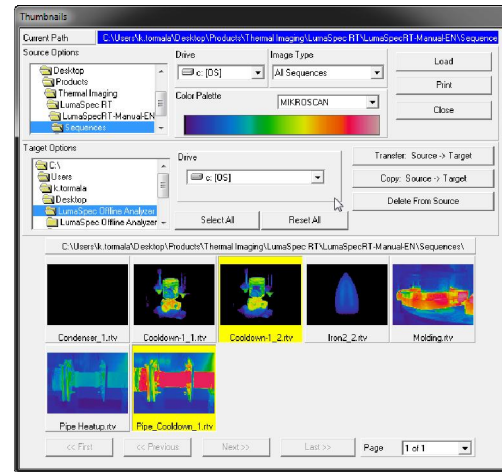 Thumbnails
Current Path C:\Users\k.tormala\Desktop\Products\Thermal Imaging\LumaSpec RT\LumaSpecRT-Manual-EN\Sequence
Source Options
Desktop
Products
Thermal Imaging
LumaSpec RT
LumaSpecRT-Manual-EN
Sequences
Drive
c: [OS]
Image Type
All Sequences
Color Palette
MIKROSCAN
Load
Print
Close
Target Options
C:\
Users
k.tormala
Desktop
LumaSpec Offline Analyzer
LumaSpec Offline Analyzer
Drive
c: [OS]
Select All
Reset All
Transfer: Source -> Target
Copy: Source -> Target
Delete From Source
C:\Users\k.tormala\Desktop\Products\Thermal Imaging\LumaSpec RT\LumaSpecRT-Manual-EN\Sequences\
Condenser_1.rtv
Cooldown-1_1.rtv
Cooldown-1_2.rtv
Iron2_2.rtv
Molding.rtv
Pipe Heatup.rtv
Pipe_Cooldown_1.rtv
<< First
<< Previous
Next >>
Last >>
Page
1 of 1